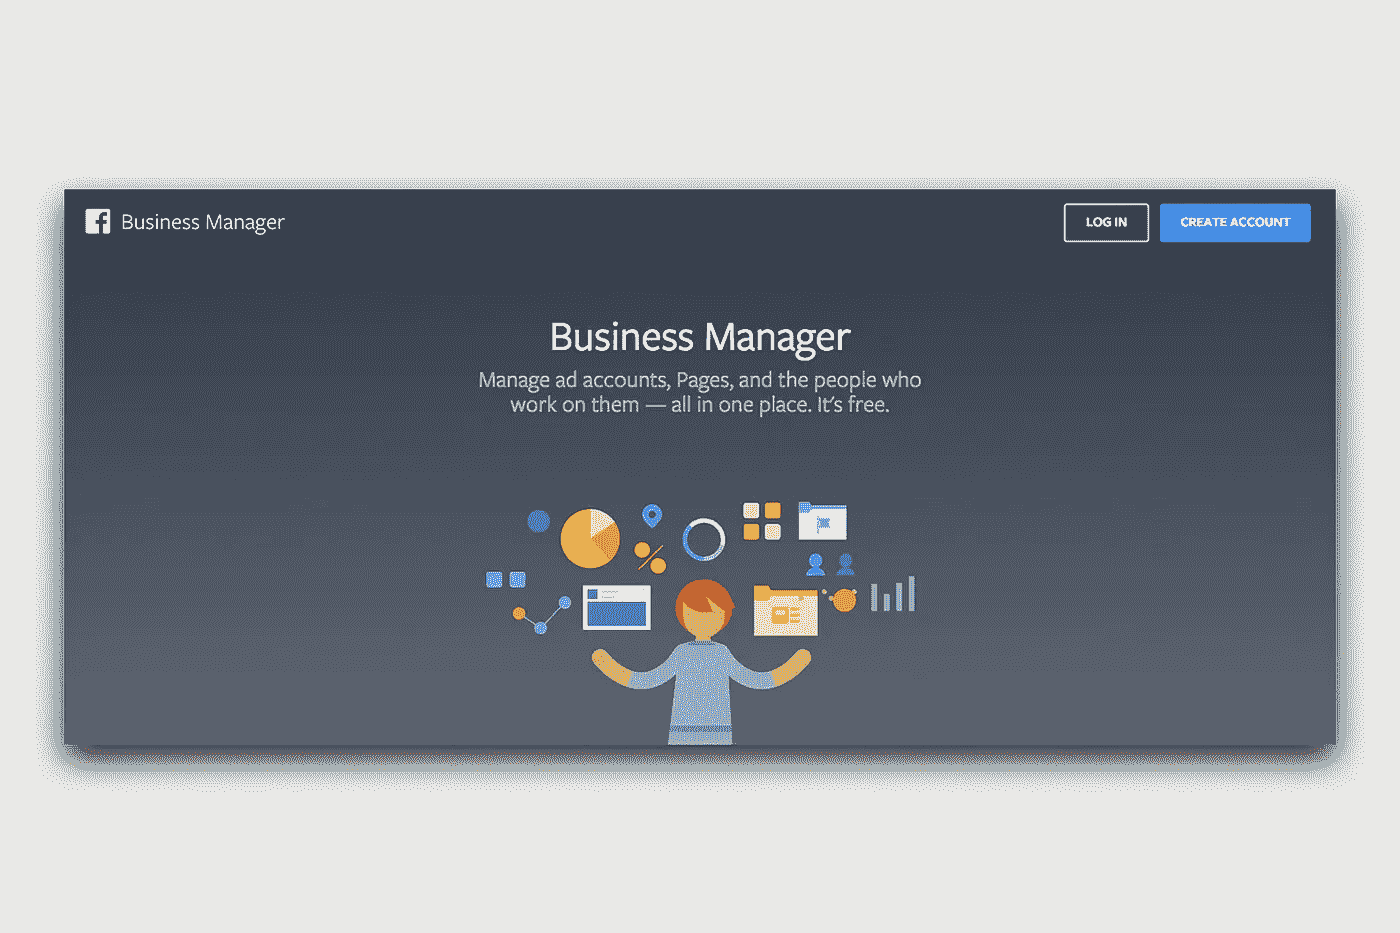 Business Manager
LOG IN
CREATE ACCOUNT
Business Manager
Manage ad accounts, Pages, and the people who
work on them — all in one place. It's free.